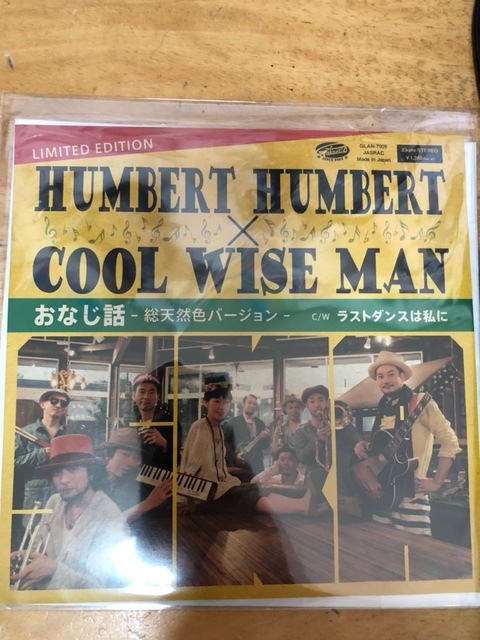 LIMITED EDITION
GLAN-7009
JASRAC
Made in Japan
STEREO
HUMBERT HUMBERT
×
COOL WISE MAN
おなじ話 - 総天然色バージョン - C/W ラストダンスは私に